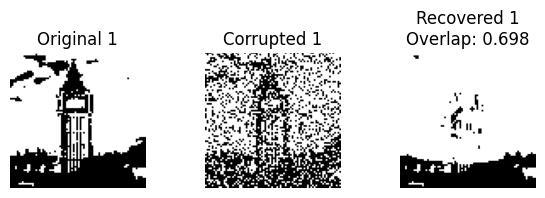 Original 1
Corrupted 1
Recovered 1
Overlap: 0.698